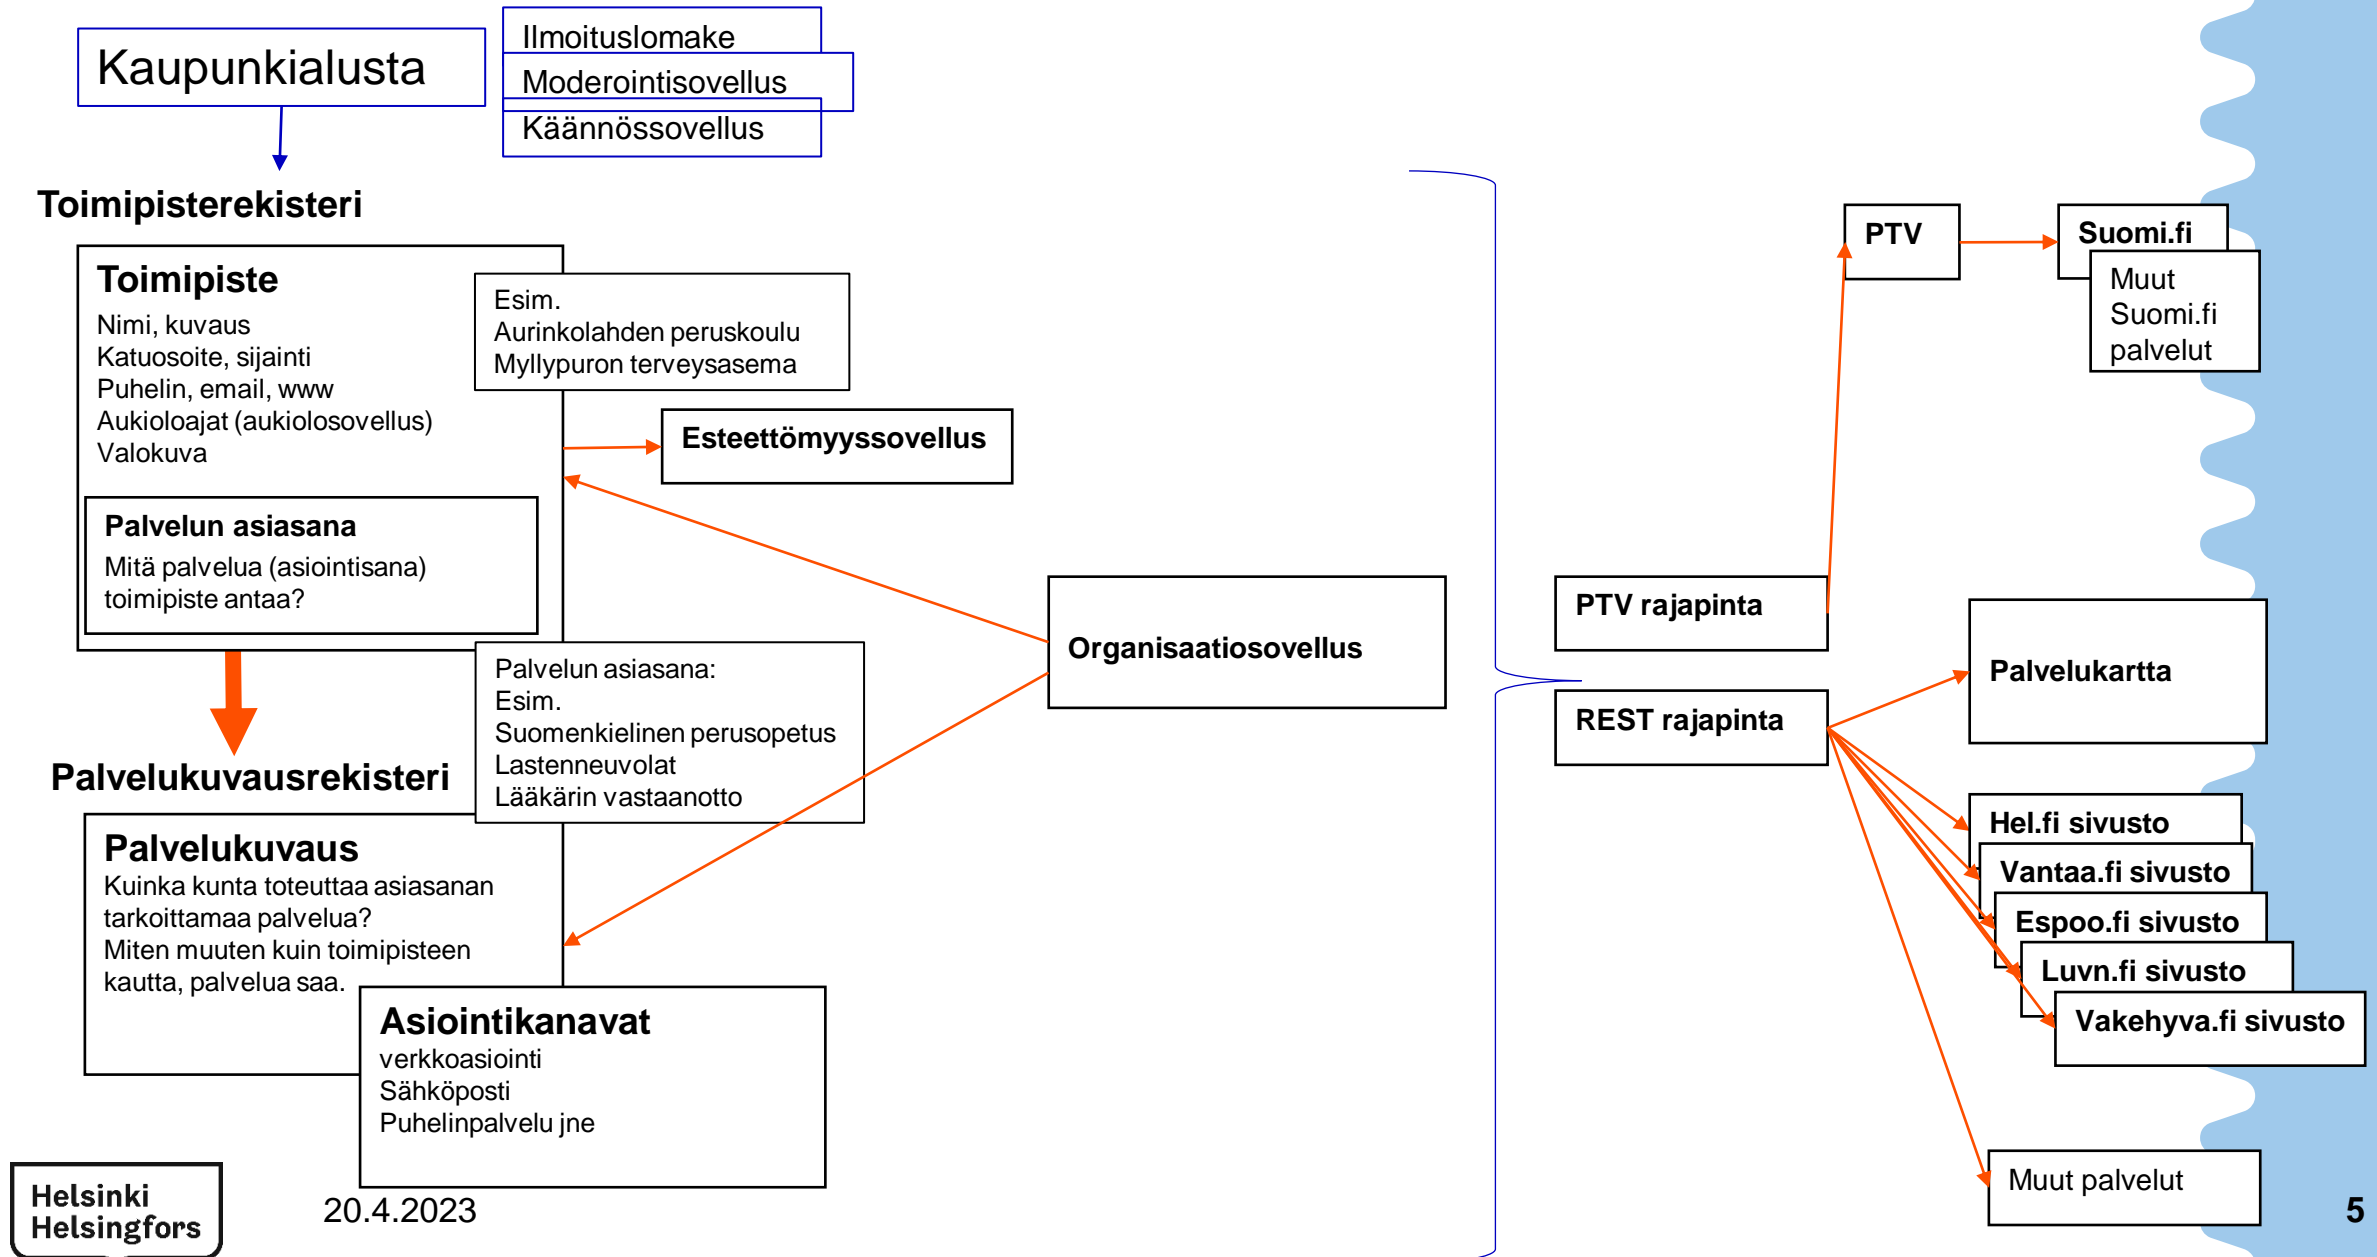 Kaupunkialusta
Ilmoituslomake
Moderointisovellus
Käännössovellus
Toimipisterekisteri
Toimipiste
Nimi, kuvaus
Katuosoite, sijainti
Puhelin, email, www
Aukioloajat (aukiolosovellus)
Valokuva
Esim.
Aurinkolahden peruskoulu
Myllypuron terveysasema
Esteettömyyssovellus
Palvelun asiasana
Mitä palvelua (asiointisana)
toimipiste antaa?
Palvelun asiasana:
Esim.
Suomenkielinen perusopetus
Lastenneuvolat
Lääkärin vastaanotto
Palvelukuvausrekisteri
Palvelukuvaus
Kuinka kunta toteuttaa asiasanan
tarkoittamaa palvelua?
Miten muuten kuin toimipisteen
kautta, palvelua saa.
Asiointikanavat
verkkoasiointi
Sähköposti
Puhelinpalvelu jne
Organisaatiosovellus
PTV rajapinta
REST rajapinta
PTV
Suomi.fi
Muut
Suomi.fi
palvelut
Palvelukartta
Hel.fi sivusto
Vantaa.fi sivusto
Espoo.fi sivusto
Luvn.fi sivusto
Vakehyva.fi sivusto
Muut palvelut
Helsinki
Helsingfors
20.4.2023
5